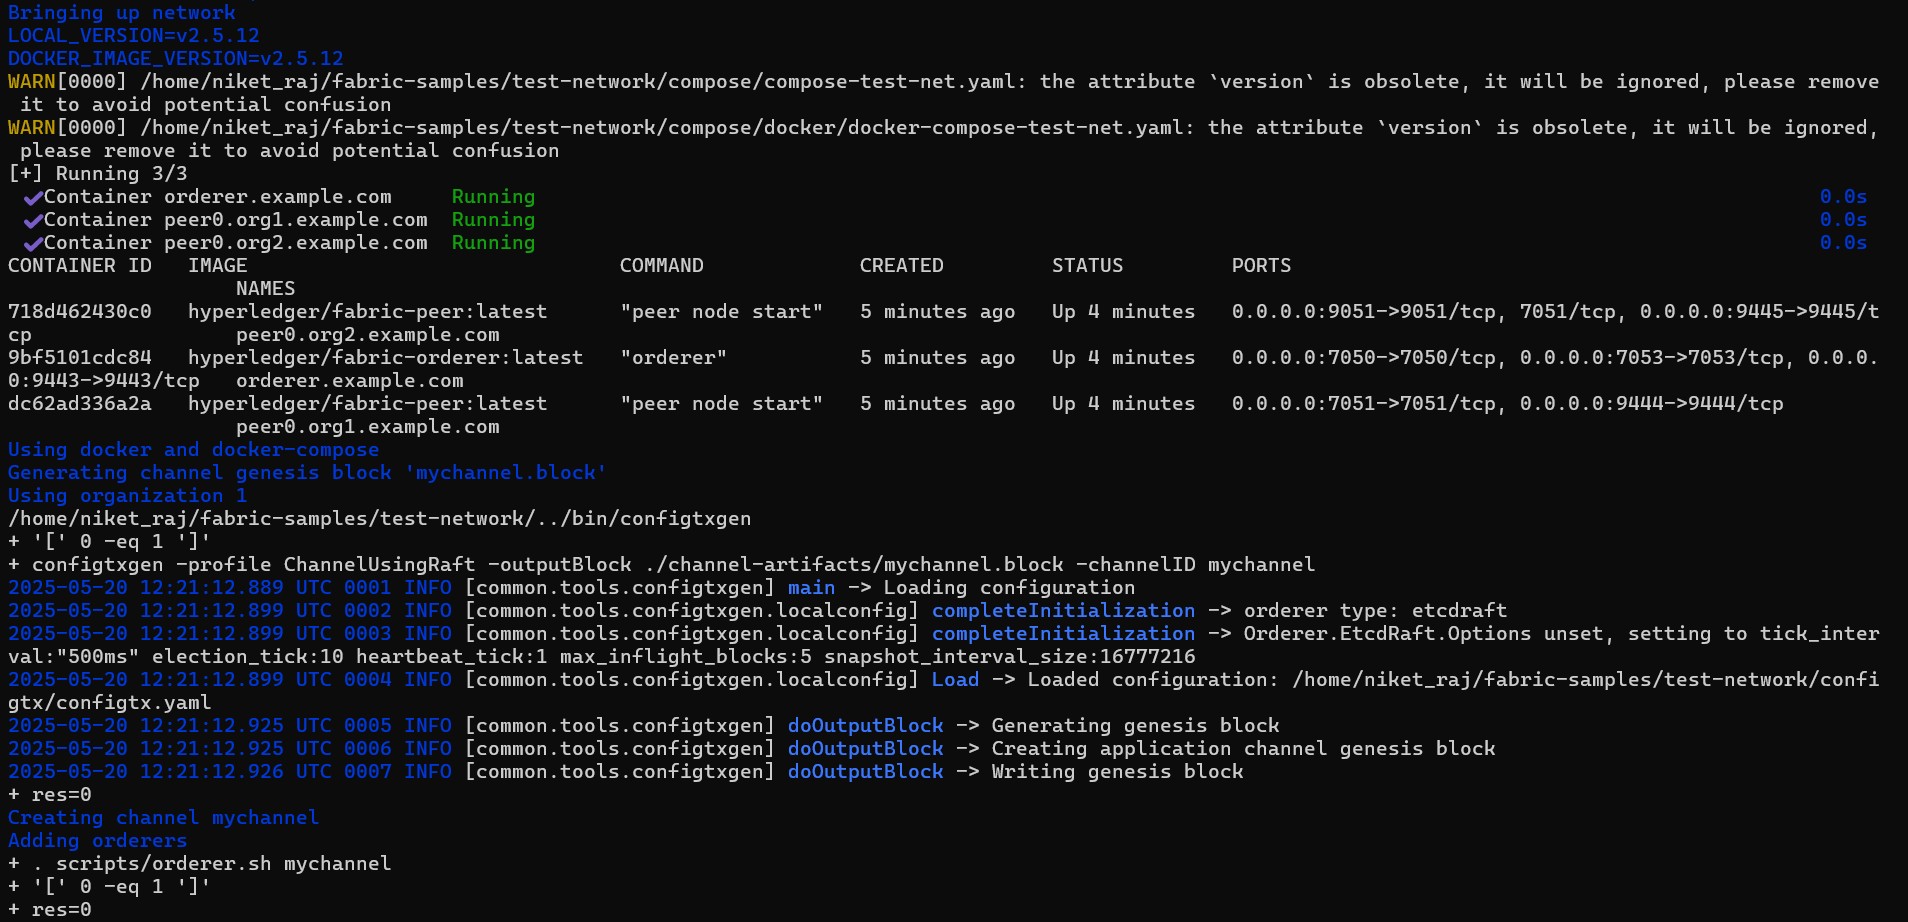 Bringing up network
LOCAL_VERSION=v2.5.12
DOCKER_IMAGE_VERSION=v2.5.12
WARN[0000] /home/niket_raj/fabric-samples/test-network/compose/compose-test-net.yaml: the attribute `version` is obsolete, it will be ignored, please remove
 it to avoid potential confusion
WARN[0000] /home/niket_raj/fabric-samples/test-network/compose/docker/docker-compose-test-net.yaml: the attribute `version` is obsolete, it will be ignored,
 please remove it to avoid potential confusion
[+] Running 3/3
 ✔Container orderer.example.com     Running                                                                                                           0.0s
 ✔Container peer0.org1.example.com  Running                                                                                                           0.0s
 ✔Container peer0.org2.example.com  Running                                                                                                           0.0s
CONTAINER ID   IMAGE                               COMMAND             CREATED         STATUS         PORTS
                   NAMES
718d462430c0   hyperledger/fabric-peer:latest      "peer node start"   5 minutes ago   Up 4 minutes   0.0.0.0:9051->9051/tcp, 7051/tcp, 0.0.0.0:9445->9445/t
cp                 peer0.org2.example.com
9bf5101cdc84   hyperledger/fabric-orderer:latest   "orderer"           5 minutes ago   Up 4 minutes   0.0.0.0:7050->7050/tcp, 0.0.0.0:7053->7053/tcp, 0.0.0.
0:9443->9443/tcp   orderer.example.com
dc62ad336a2a   hyperledger/fabric-peer:latest      "peer node start"   5 minutes ago   Up 4 minutes   0.0.0.0:7051->7051/tcp, 0.0.0.0:9444->9444/tcp
                   peer0.org1.example.com
Using docker and docker-compose
Generating channel genesis block 'mychannel.block'
Using organization 1
/home/niket_raj/fabric-samples/test-network/../bin/configtxgen
+ '[' 0 -eq 1 ']'
+ configtxgen -profile ChannelUsingRaft -outputBlock ./channel-artifacts/mychannel.block -channelID mychannel
2025-05-20 12:21:12.889 UTC 0001 INFO [common.tools.configtxgen] main -> Loading configuration
2025-05-20 12:21:12.899 UTC 0002 INFO [common.tools.configtxgen.localconfig] completeInitialization -> orderer type: etcdraft
2025-05-20 12:21:12.899 UTC 0003 INFO [common.tools.configtxgen.localconfig] completeInitialization -> Orderer.EtcdRaft.Options unset, setting to tick_inter
val:"500ms" election_tick:10 heartbeat_tick:1 max_inflight_blocks:5 snapshot_interval_size:16777216
2025-05-20 12:21:12.899 UTC 0004 INFO [common.tools.configtxgen.localconfig] Load -> Loaded configuration: /home/niket_raj/fabric-samples/test-network/confi
gtx/configtx.yaml
2025-05-20 12:21:12.925 UTC 0005 INFO [common.tools.configtxgen] doOutputBlock -> Generating genesis block
2025-05-20 12:21:12.925 UTC 0006 INFO [common.tools.configtxgen] doOutputBlock -> Creating application channel genesis block
2025-05-20 12:21:12.926 UTC 0007 INFO [common.tools.configtxgen] doOutputBlock -> Writing genesis block
+ res=0
Creating channel mychannel
Adding orderers
+ . scripts/orderer.sh mychannel
+ '[' 0 -eq 1 ']'
+ res=0